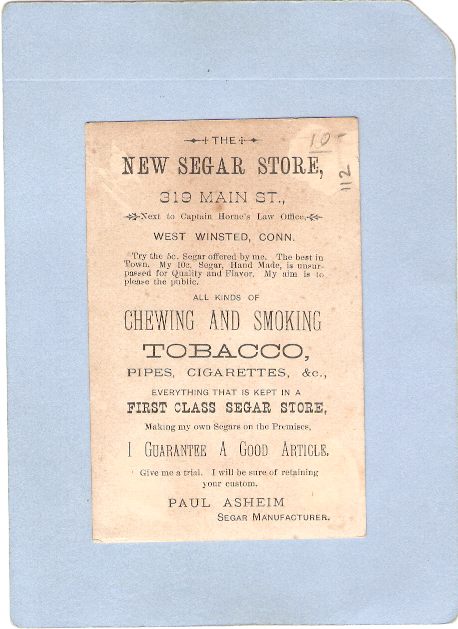 THE
10-
NEW SEGAR STORE,
112
319 MAIN ST.,
Next to Captain Horne's Law Office,
WEST WINSTED, CONN.
Try the 5c. Segar offered by me. The best in
Town. My 10c. Segar, Hand Made, is unsur-
passed for Quality and Flavor. My aim is to
please the public.
ALL KINDS OF
CHEWING AND SMOKING
TOBACCO,
PIPES, CIGARETTES, &c.,
EVERYTHING THAT IS KEPT IN A
FIRST CLASS SEGAR STORE,
Making my own Segars on the Premises,
I GUARANTEE A GOOD ARTICLE.
Give me a trial. I will be sure of retaining
your custom.
PAUL ASHEIM
SEGAR MANUFACTURER.